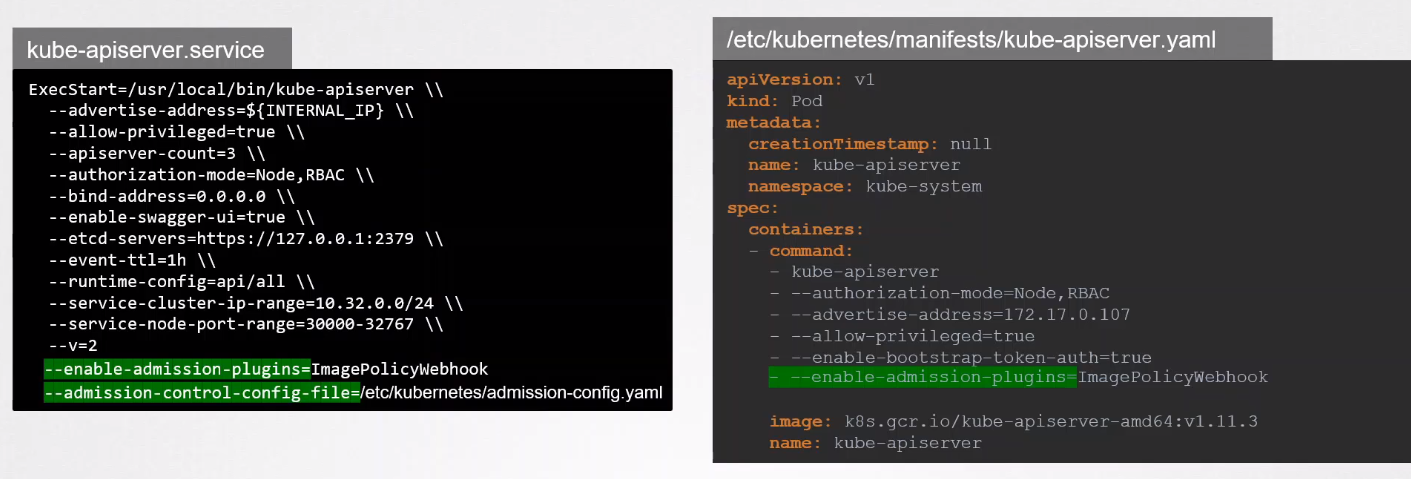 kube-apiserver.service
ExecStart=/usr/local/bin/kube-apiserver \\
--advertise-address=${INTERNAL_IP} \\
--allow-privileged=true \\
--apiserver-count=3 \\
--authorization-mode=Node,RBAC \\
--bind-address=0.0.0.0 \\
--enable-swagger-ui=true \\
--etcd-servers=https://127.0.0.1:2379 \\
--event-ttl=1h \\
--runtime-config=api/all \\
--service-cluster-ip-range=10.32.0.0/24 \\
--service-node-port-range=30000-32767 \\
--v=2
--enable-admission-plugins=ImagePolicyWebhook
--admission-control-config-file=/etc/kubernetes/admission-config.yaml
/etc/kubernetes/manifests/kube-apiserver.yaml
apiVersion: v1
kind: Pod
metadata:
creationTimestamp: null
name: kube-apiserver
namespace: kube-system
spec:
containers:
- command:
- kube-apiserver
- --authorization-mode=Node,RBAC
- --advertise-address=172.17.0.107
- --allow-privileged=true
- --enable-bootstrap-token-auth=true
- --enable-admission-plugins=ImagePolicyWebhook
image: k8s.gcr.io/kube-apiserver-amd64:v1.11.3
name: kube-apiserver